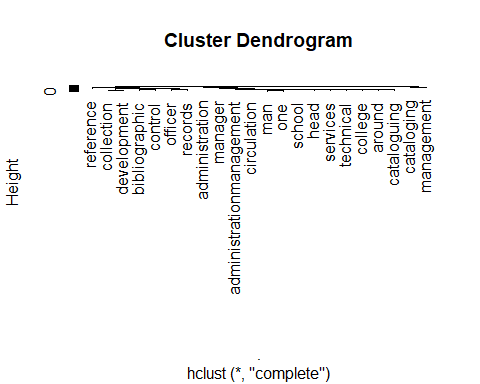 Cluster Dendrogram
Height
0
reference
collection
development
bibliographic
control
officer
records
administration
manager
administrationmanagement
circulation
man
one
school
head
services
technical
college
around
cataloguing
cataloging
management
.
hclust (*, "complete")